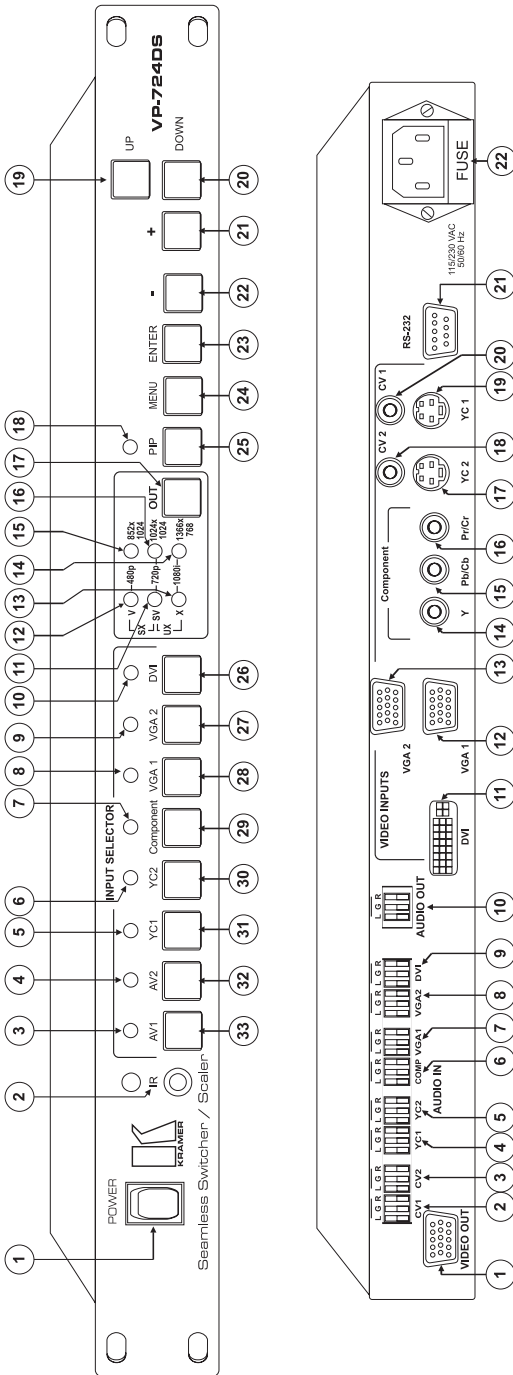 19
UP
VP-724DS
DOWN
20
+
21
-
22
ENTER
23
MENU
24
18
PIP
25
17
OUT
16
15
852x
1024
1024x
1024
1366x
768
14
13
480p
720p
1080i
12
V
SV
X
SX
UX
11
10
DVI
26
9
VGA 2
27
8
VGA 1
28
7
Component
29
INPUT SELECTOR
6
YC2
30
5
YC1
31
4
AV2
32
3
AV1
33
2
IR
KRAMER
POWER
1
Seamless Switcher / Scaler
FUSE
22
115/230 VAC
50/60 Hz
RS-232
21
CV 1
20
YC 1
19
CV 2
18
YC 2
17
Component
Pr/Cr
16
Pb/Cb
15
Y
14
13
VGA 2
VGA 1
12
VIDEO INPUTS
DVI
11
L G R
AUDIO OUT
10
L G R
DVI
9
L G R
VGA2
8
L G R
VGA1
7
L G R
COMP
6
AUDIO IN
L G R
YC2
5
L G R
YC1
4
L G R
CV2
3
L G R
CV1
2
VIDEO OUT
1